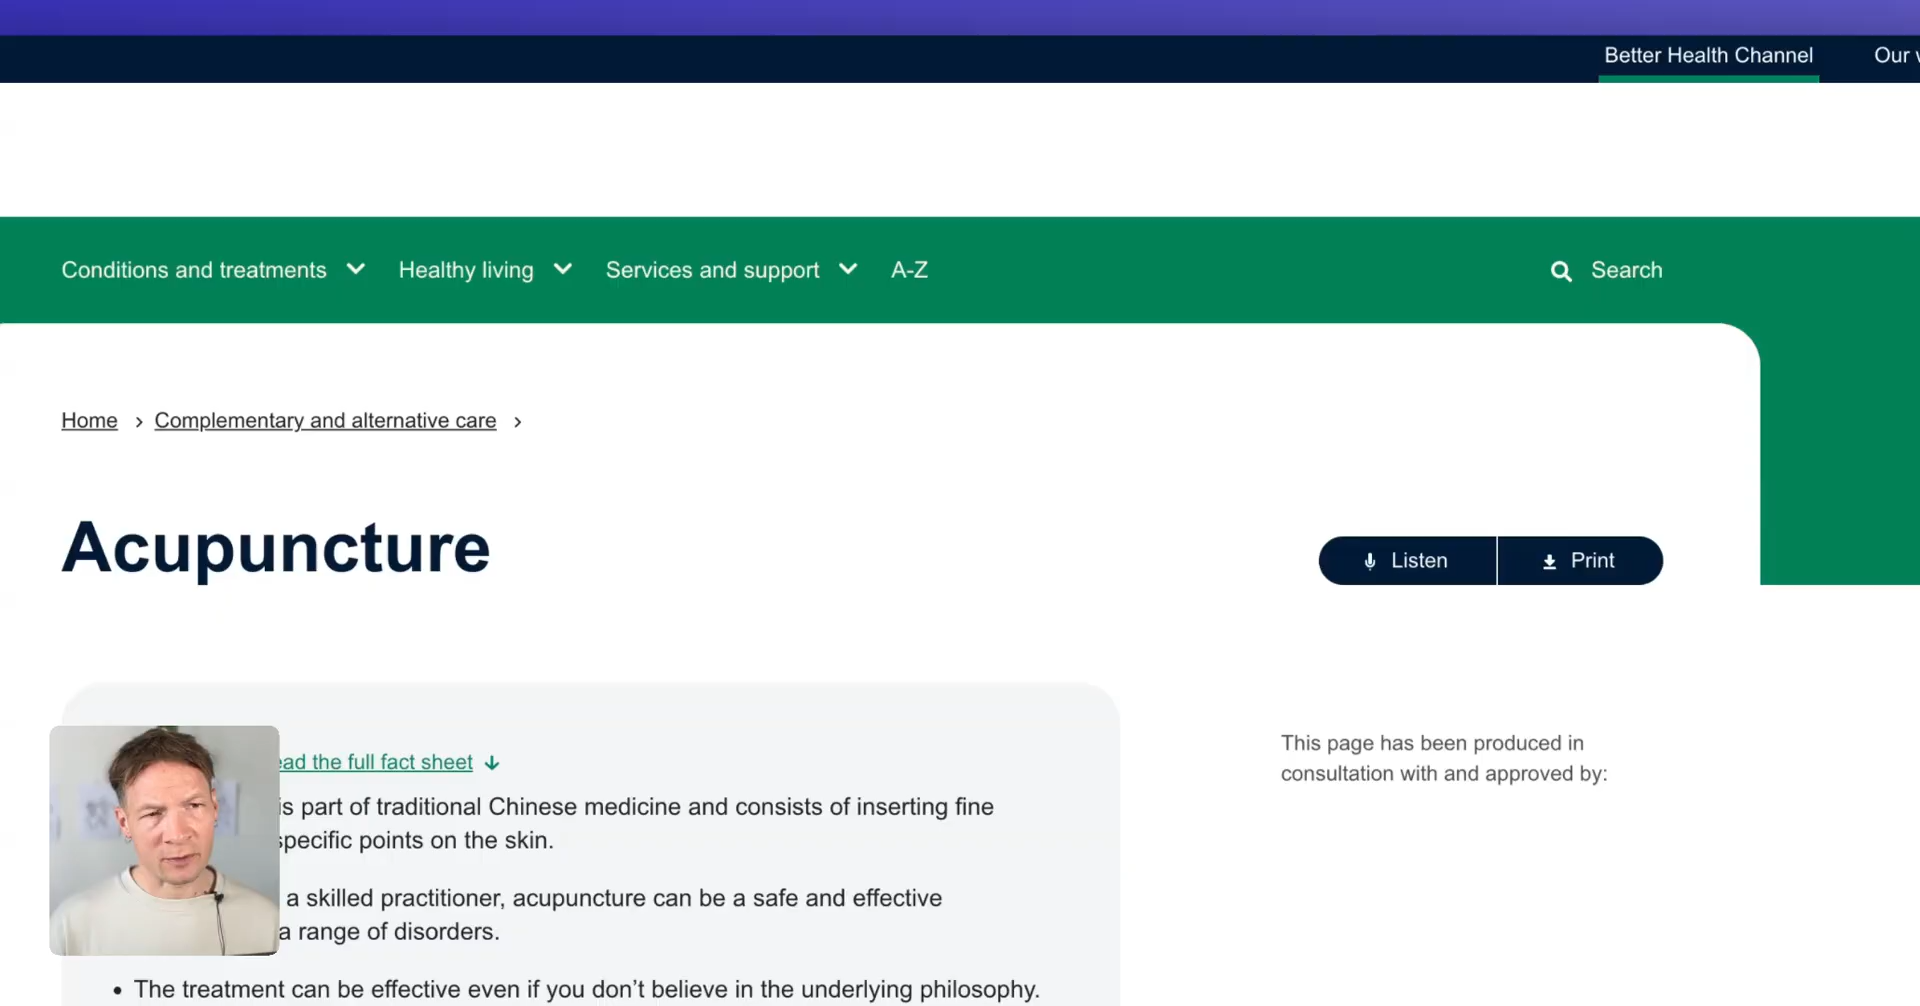 Better Health Channel
Our
Conditions and treatments
Healthy living
Services and support
A-Z
Search
Home › Complementary and alternative care ›
Acupuncture
Listen
Print
ead the full fact sheet ↓
is part of traditional Chinese medicine and consists of inserting fine
specific points on the skin.
a skilled practitioner, acupuncture can be a safe and effective
a range of disorders.
• The treatment can be effective even if you don’t believe in the underlying philosophy.
This page has been produced in
consultation with and approved by: